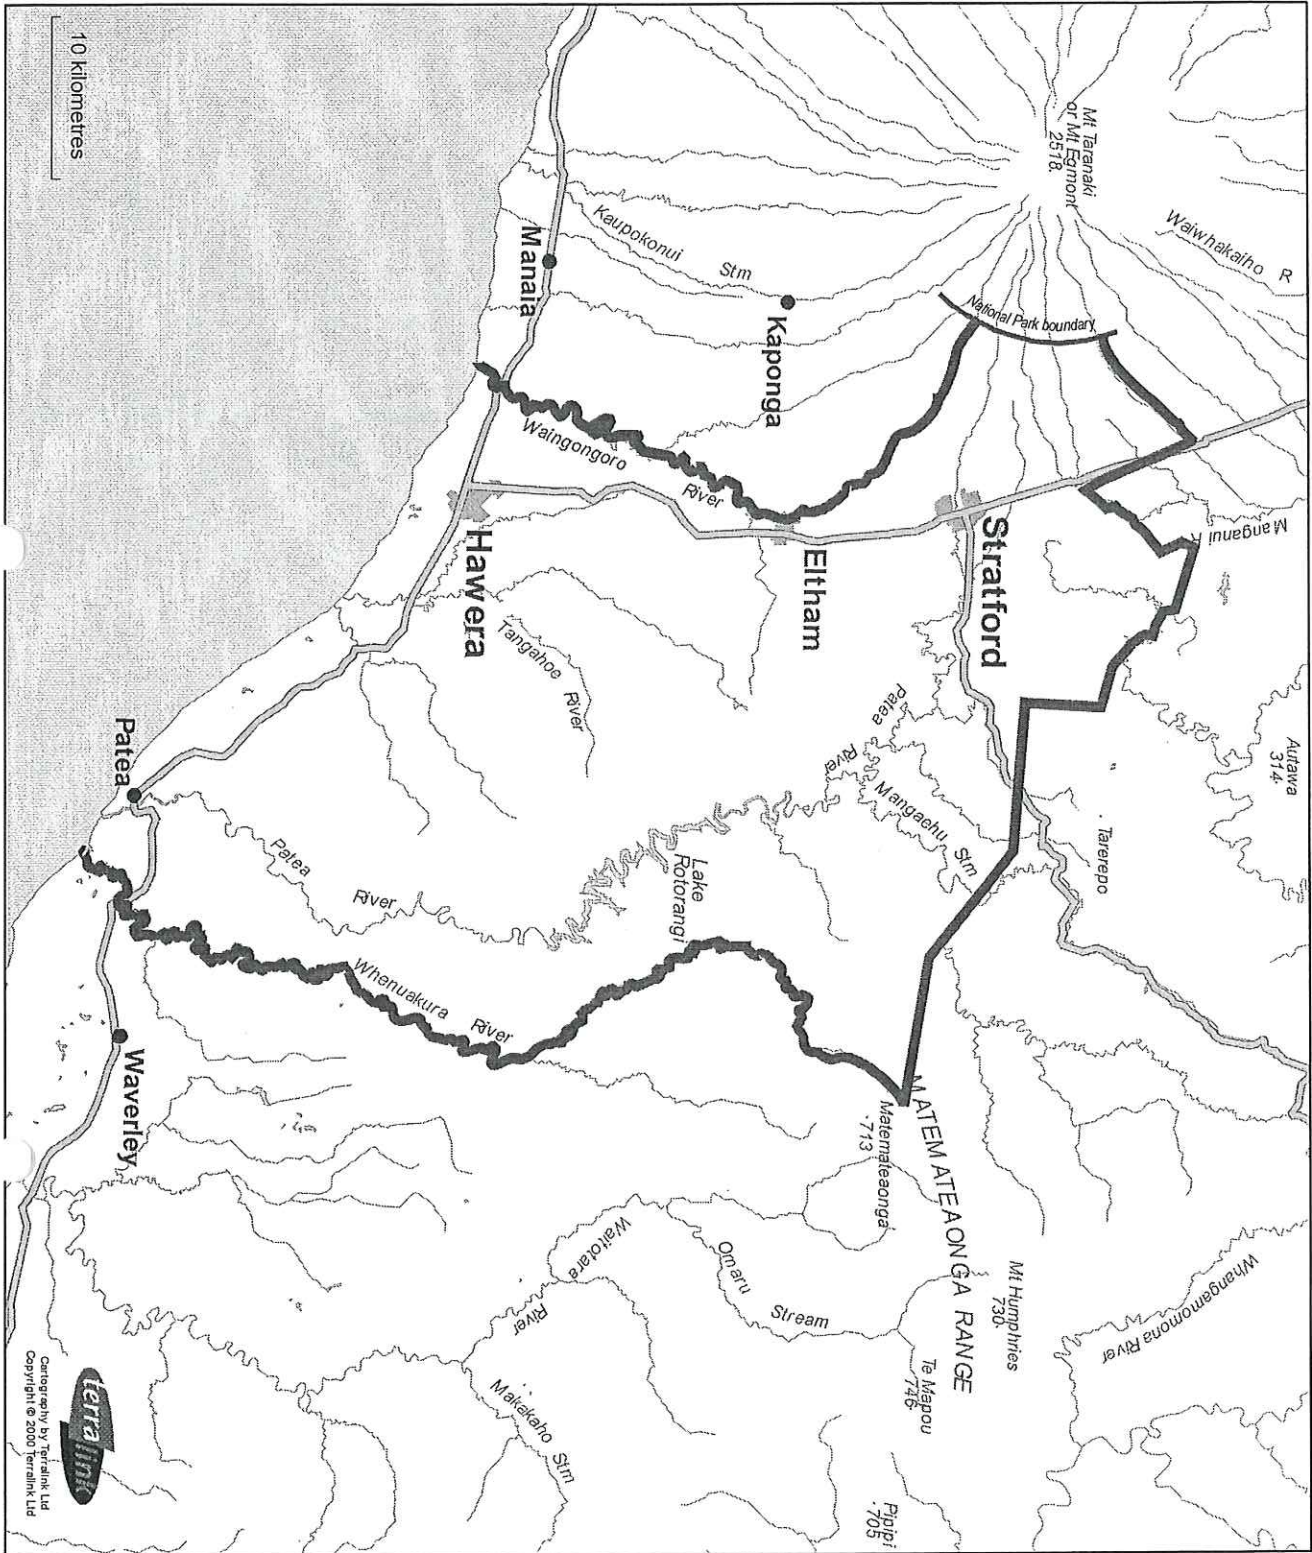 Autawa
314
Waiwhakaiho R
Manganui R
Whangamomona River
Mt Taranaki
or Mt Egmont
2518
National Park boundary
Tarerepo
Mt Humphries
730
Stratford
MATEMATEAONGA RANGE
Te Mapou
746
Patea
River
Mangaehu
Stm
Matemateaonga
713
Pipipi
705
Eltham
Kaponga
Kaupokonui
Stm
Lake
Rotorangi
Omaru
Stream
Waingongoro
River
Manaia
Tangahoe
River
Hawera
Waitotara
River
Makakaho Stm
Whenuakura
River
Patea
River
Patea
Waverley
10 kilometres
terralink
Cartography by Terralink Ltd
Copyright © 2000 Terralink Ltd